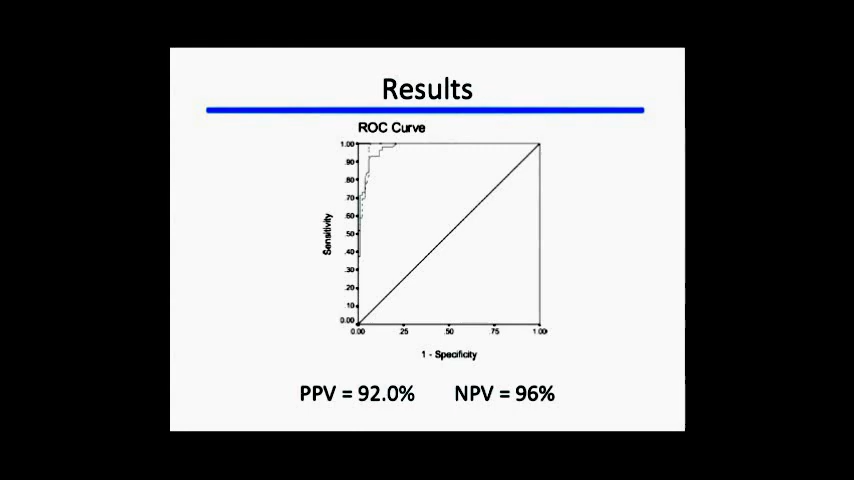 Results
ROC Curve
1.00
.90
.80
.70
.60
.50
.40
.30
.20
.10
0.00
Sensitivity
0.00 .25 .50 .75 1.00
1 - Specificity
PPV = 92.0% NPV = 96%